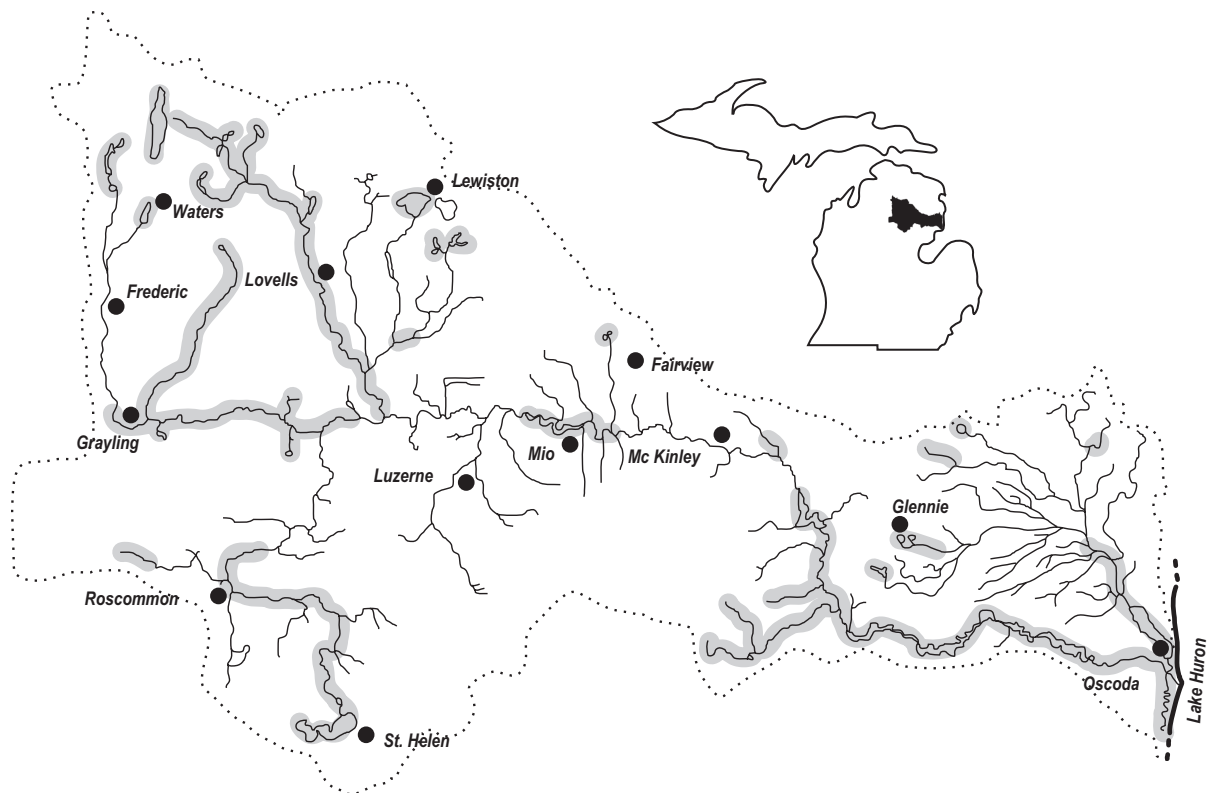 Lewiston
Waters
Lovells
Frederic
Fairview
Grayling
Mio
Mc Kinley
Luzerne
Glennie
Roscommon
Oscoda
Lake Huron
St. Helen